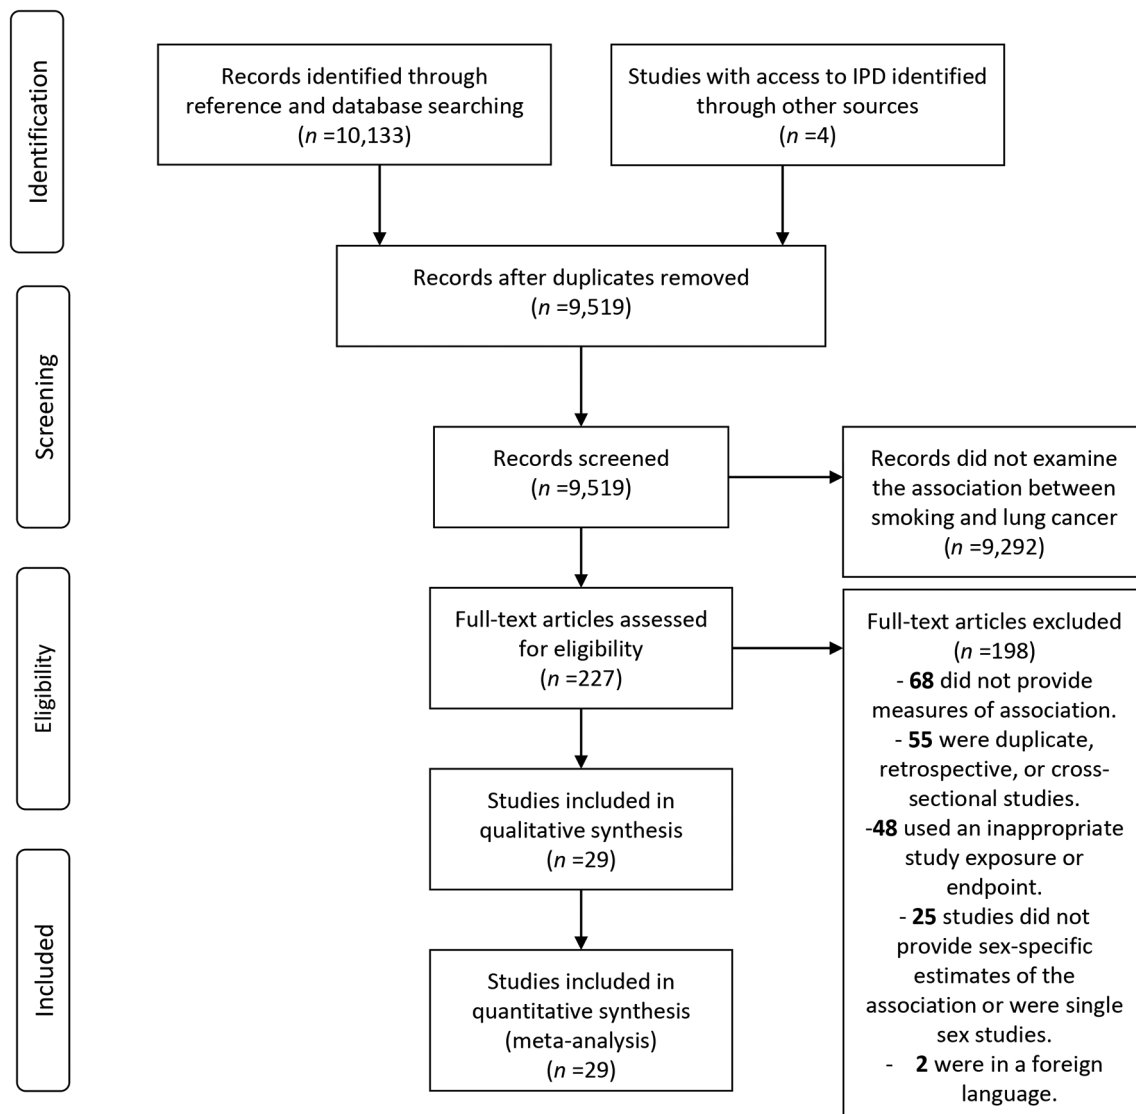 Identification
Records identified through
reference and database searching
(n =10,133)
Studies with access to IPD identified
through other sources
(n =4)
Records after duplicates removed
(n =9,519)
Screening
Records screened
(n =9,519)
Records did not examine
the association between
smoking and lung cancer
(n =9,292)
Eligibility
Full-text articles assessed
for eligibility
(n =227)
Full-text articles excluded
(n =198)
- 68 did not provide
measures of association.
- 55 were duplicate,
retrospective, or cross-
sectional studies.
-48 used an inappropriate
study exposure or
endpoint.
- 25 studies did not
provide sex-specific
estimates of the
association or were single
sex studies.
- 2 were in a foreign
language.
Studies included in
qualitative synthesis
(n =29)
Included
Studies included in
quantitative synthesis
(meta-analysis)
(n =29)